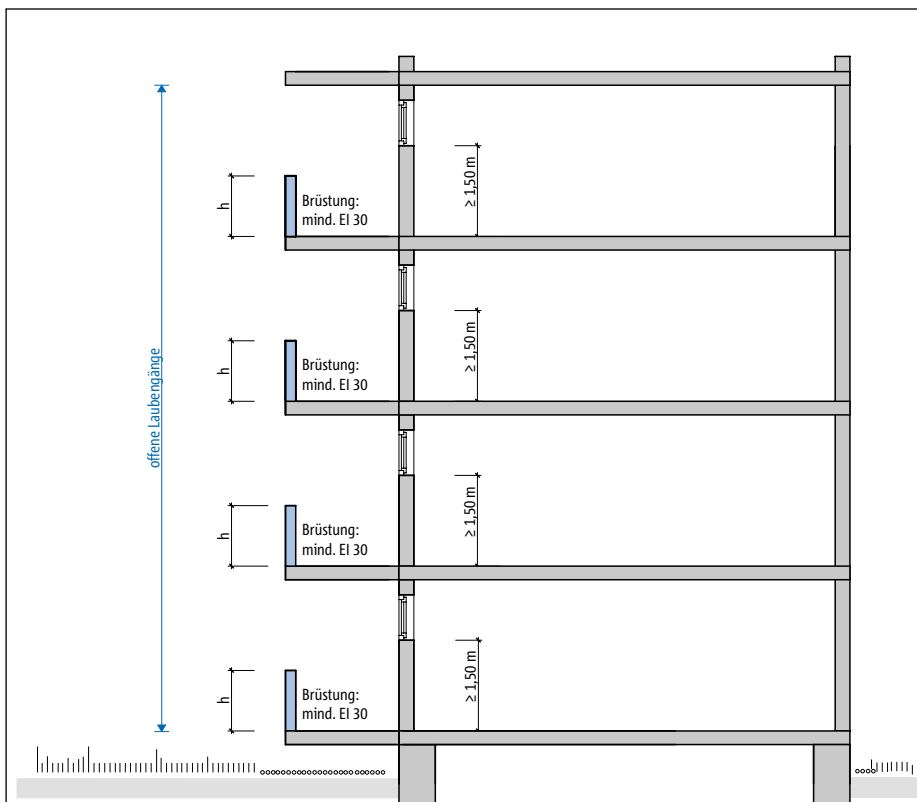 offene Laubengänge
h
Brüstung:
mind. EI 30
≥ 1,50 m
h
Brüstung:
mind. EI 30
≥ 1,50 m
h
Brüstung:
mind. EI 30
≥ 1,50 m
h
Brüstung:
mind. EI 30
≥ 1,50 m